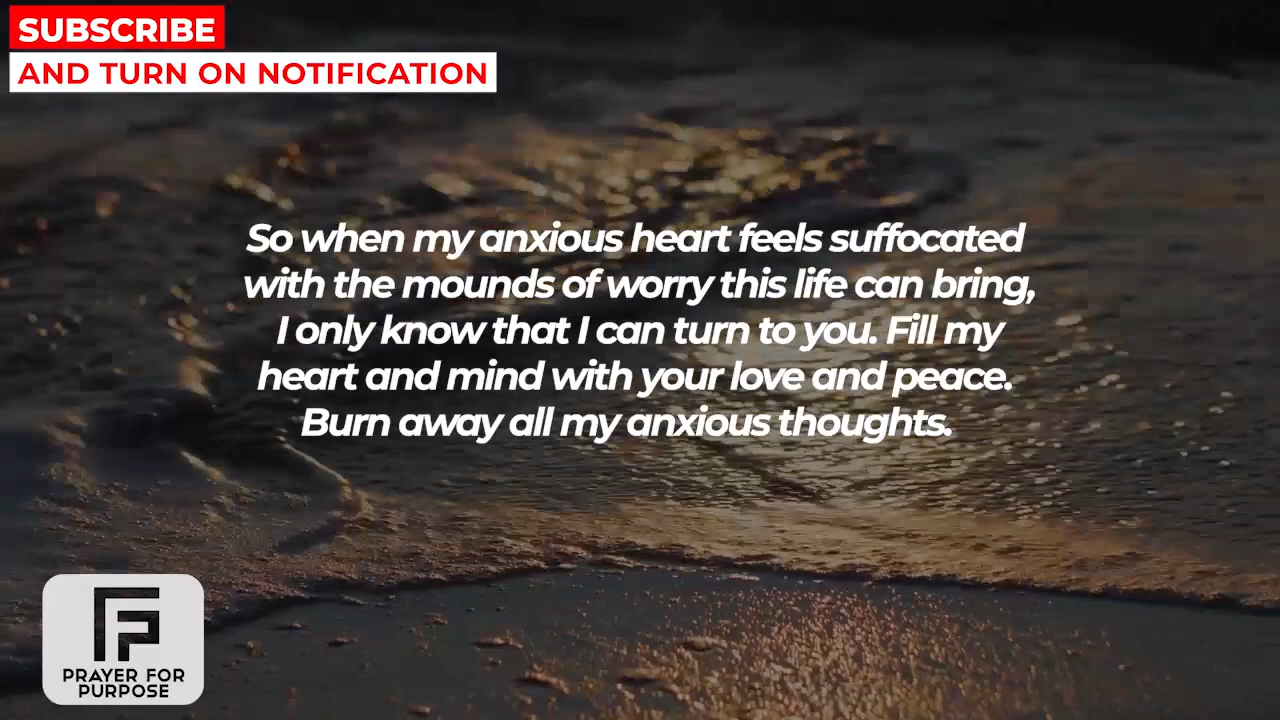 SUBSCRIBE
AND TURN ON NOTIFICATION
So when my anxious heart feels suffocated
with the mounds of worry this life can bring,
I only know that I can turn to you. Fill my
heart and mind with your love and peace.
Burn away all my anxious thoughts.
PRAYER FOR
PURPOSE